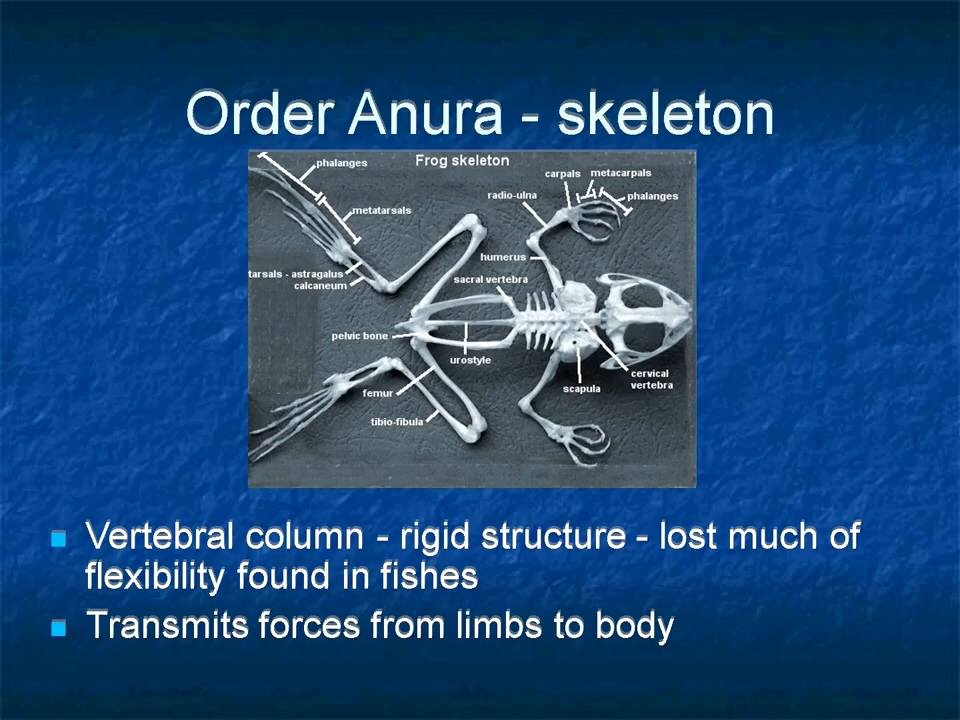 Order Anura - skeleton
Frog skeleton
phalanges
metatarsals
tarsals - astragalus
calcaneum
carpals
metacarpals
phalanges
radio-ulna
humerus
sacral vertebra
pelvic bone
urostyle
femur
tibio-fibula
scapula
cervical
vertebra
Vertebral column - rigid structure - lost much of
flexibility found in fishes
Transmits forces from limbs to body